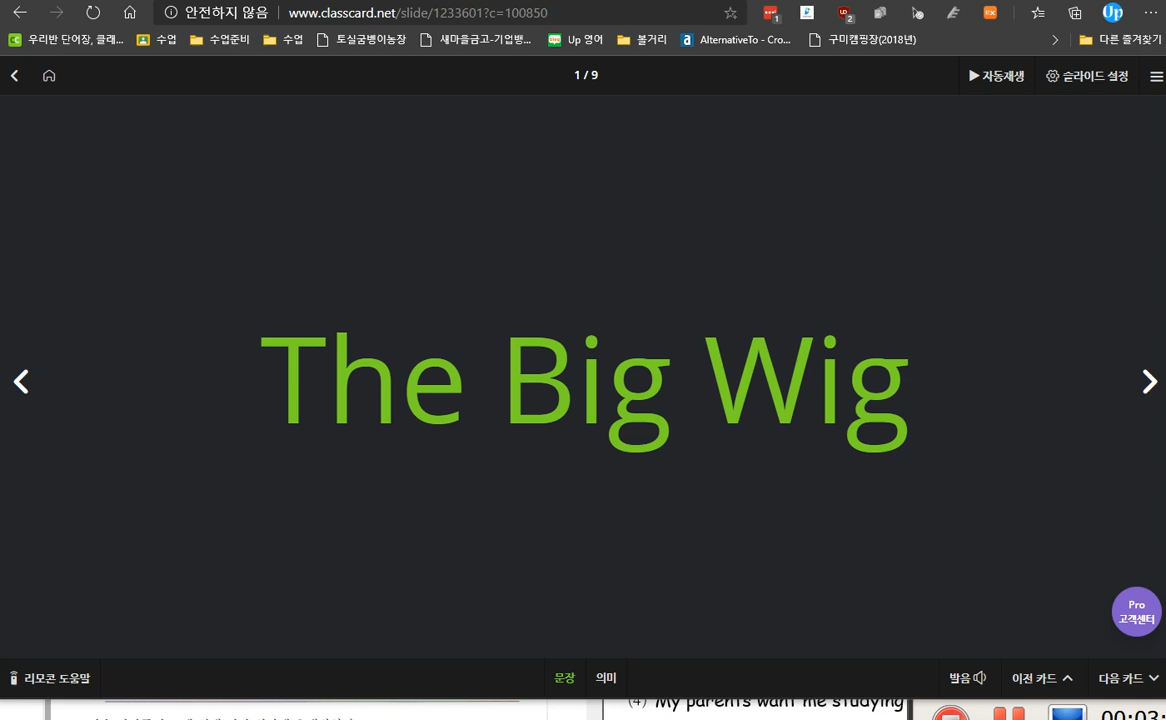 안전하지 않음 www.classcard.net/slide/1233601?c=100850
1
2
Up
우리반 단어장, 클래... 수업 수업준비 수업 토실궁뱅이농장 새마을금고-기업뱅... Up 영어 볼거리 AlternativeTo - Cro... 구미캠핑장(2018년) 다른 즐겨찾기
1 / 9 자동재생 슬라이드 설정
The Big Wig
Pro
고객센터
리모콘 도움말 문장 의미 발음 이전 카드 다음 카드
(4) My parents want me studying